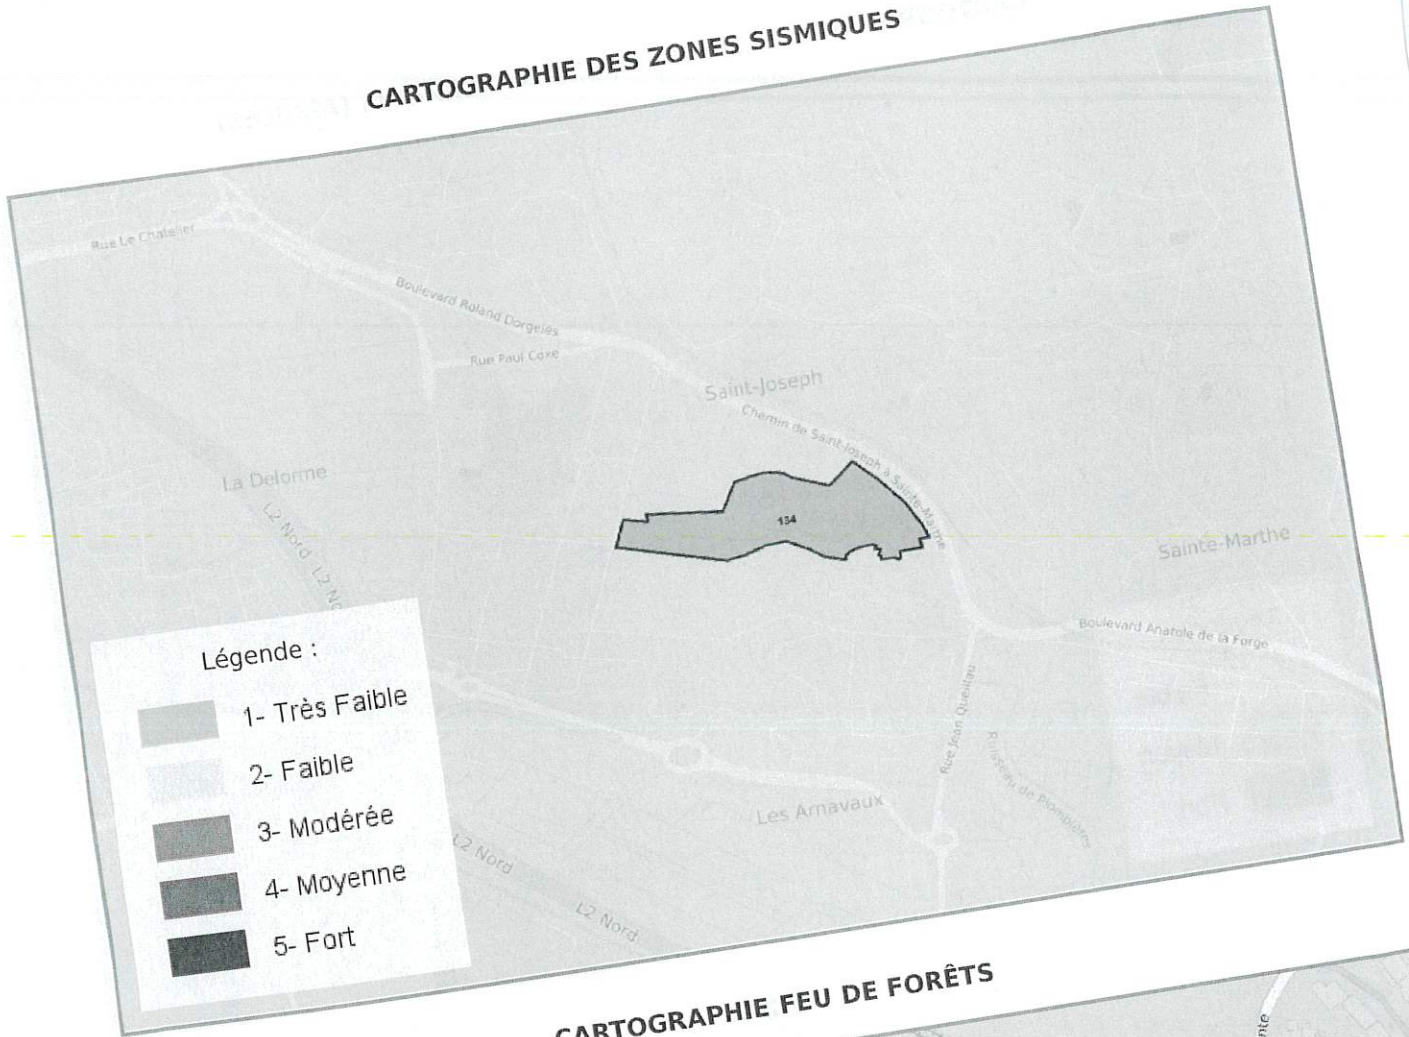 CARTOGRAPHIE DES ZONES SISMIQUES
Rue Le Chatelier
Boulevard Roland Dorgelès
Rue Paul Coxe
Saint-Joseph
Chemin de Saint-Joseph à Sainte-Marthe
La Delorme
L2 Nord
L2 No
134
Sainte-Marthe
Boulevard Anatole de la Forge
Rue Jean Queillau
Ruisseau de Plombières
Les Arnavaux
L2 Nord
L2 Nord
Légende :
1- Très Faible
2- Faible
3- Modérée
4- Moyenne
5- Fort
CARTOGRAPHIE FEU DE FORÊTS